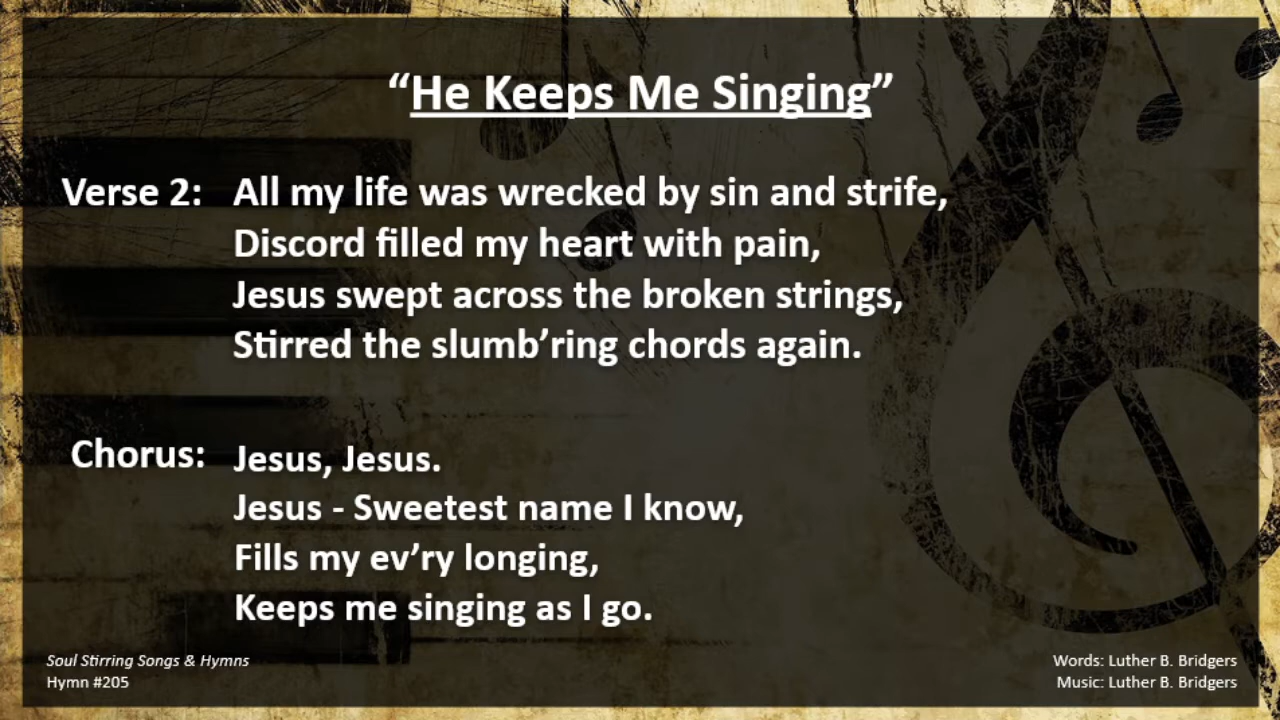 “He Keeps Me Singing”
Verse 2: All my life was wrecked by sin and strife,
Discord filled my heart with pain,
Jesus swept across the broken strings,
Stirred the slumb’ring chords again.
Chorus: Jesus, Jesus.
Jesus - Sweetest name I know,
Fills my ev’ry longing,
Keeps me singing as I go.
Soul Stirring Songs & Hymns
Hymn #205
Words: Luther B. Bridgers
Music: Luther B. Bridgers